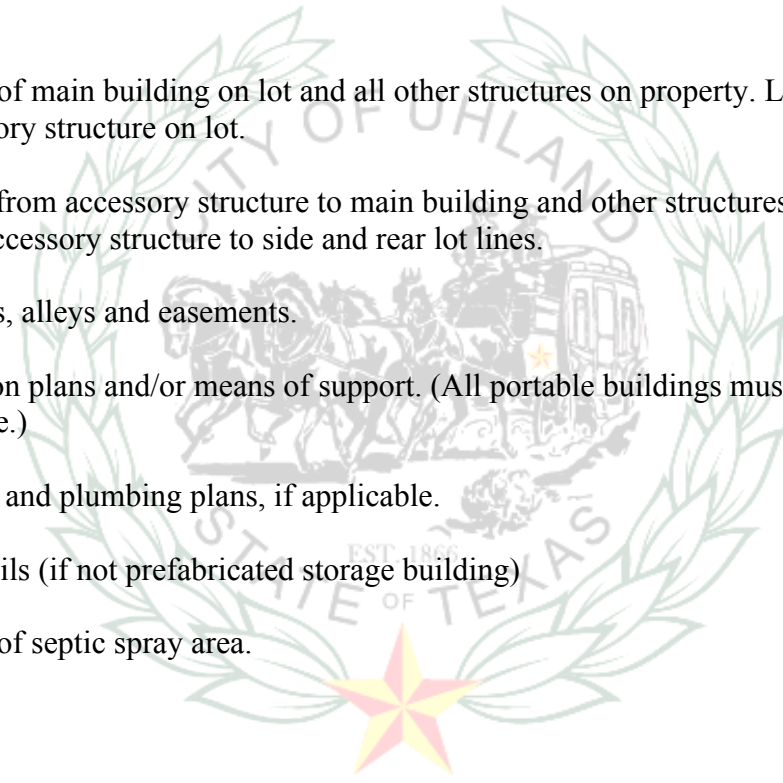 of main building on lot and all other structures on property. L
ory structure on lot.
from accessory structure to main building and other structures
ccessory structure to side and rear lot lines.
s, alleys and easements.
on plans and/or means of support. (All portable buildings mus
e.)
and plumbing plans, if applicable.
ils (if not prefabricated storage building)
of septic spray area.
CITY OF UHLAND
EST. 1866
STATE OF TEXAS